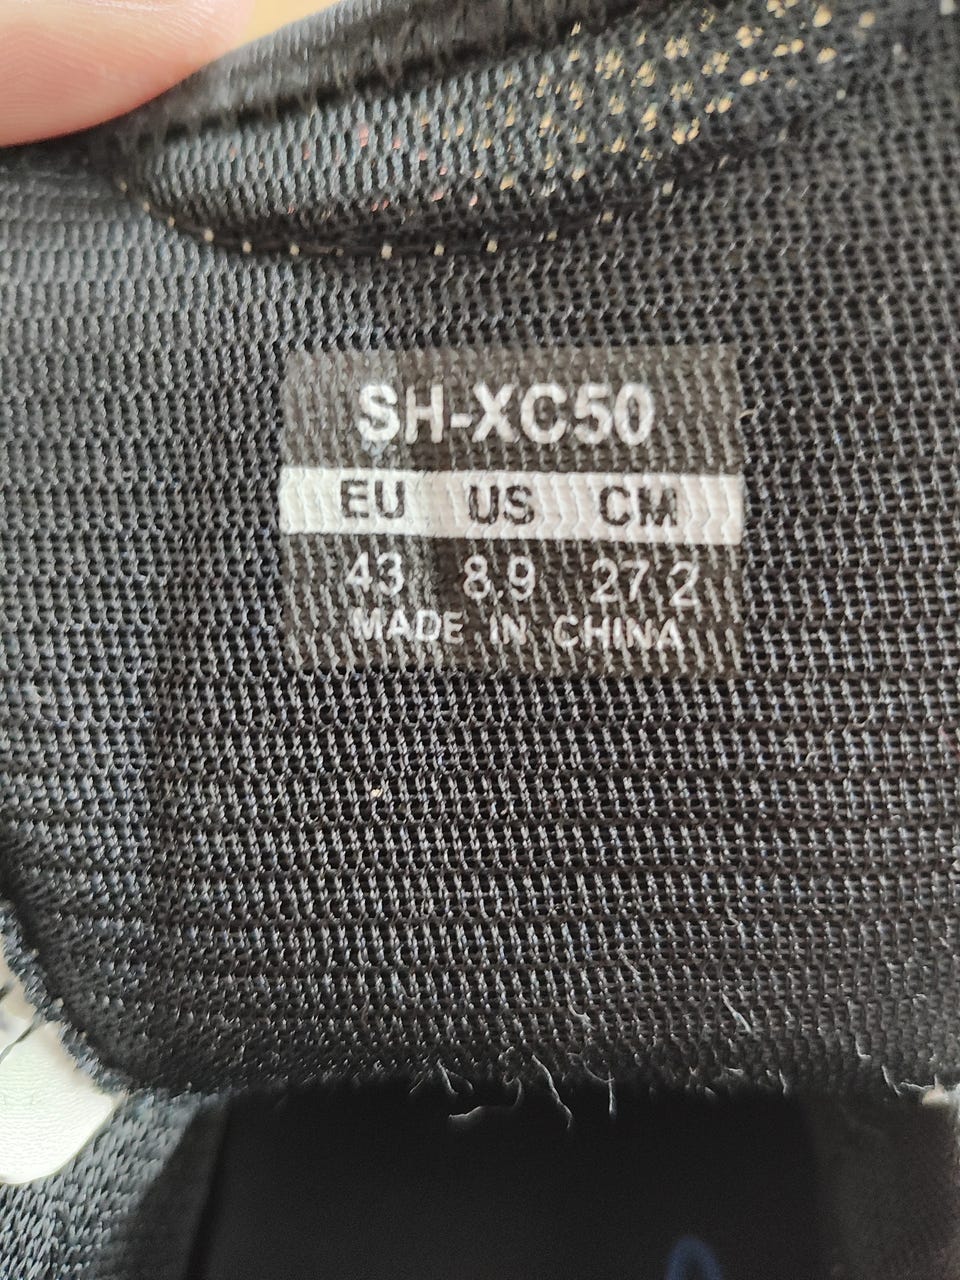 SH-XC50
EU US CM
43 8.9 27.2
MADE IN CHINA